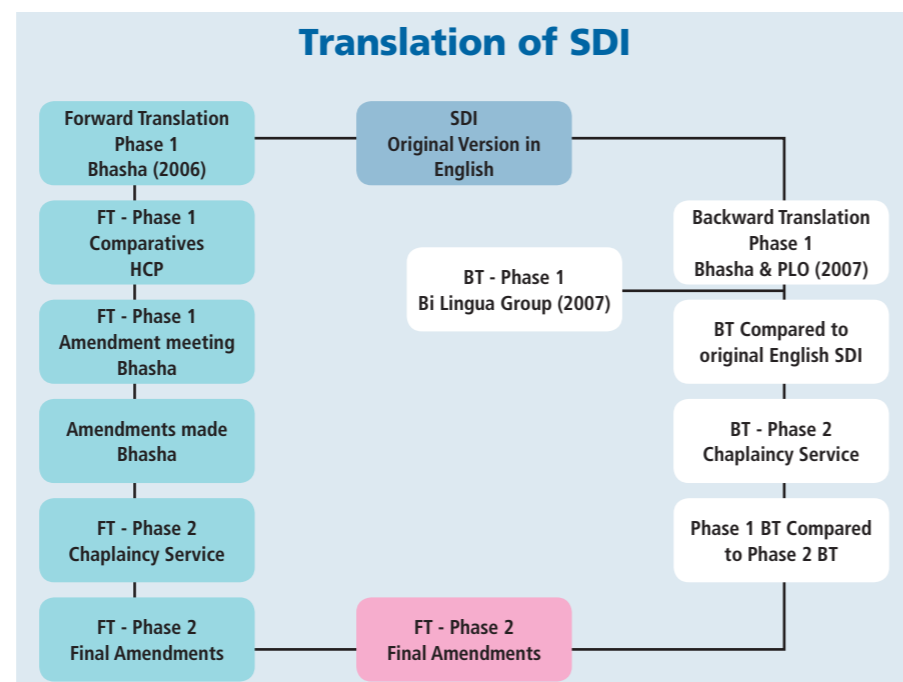 Translation of SDI
Forward Translation
Phase 1
Bhasha (2006)
SDI
Original Version in
English
FT - Phase 1
Comparatives
HCP
Backward Translation
Phase 1
Bhasha & PLO (2007)
BT - Phase 1
Bi Lingua Group (2007)
FT - Phase 1
Amendment meeting
Bhasha
BT Compared to
original English SDI
Amendments made
Bhasha
BT - Phase 2
Chaplaincy Service
FT - Phase 2
Chaplaincy Service
Phase 1 BT Compared
to Phase 2 BT
FT - Phase 2
Final Amendments
FT - Phase 2
Final Amendments